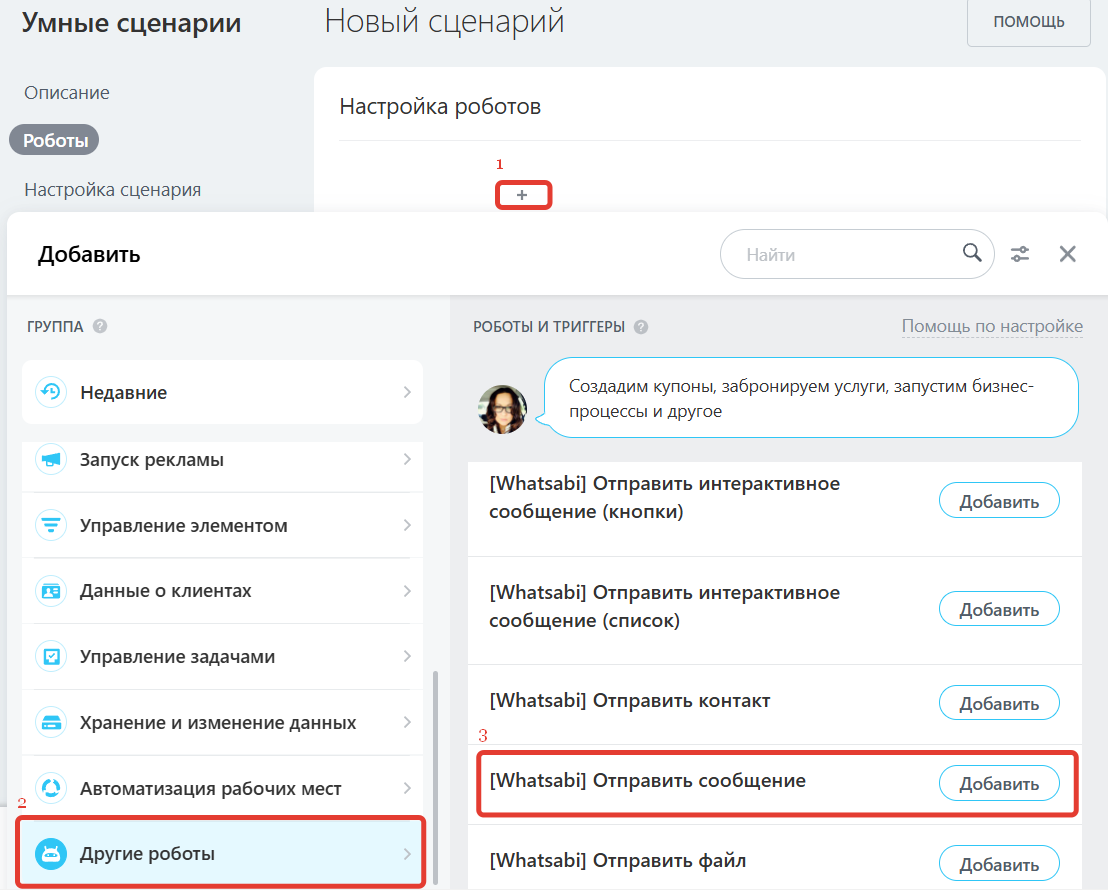 Умные сценарии
Новый сценарий
ПОМОЩЬ
Описание
Роботы
Настройка сценария
Настройка роботов
1
+
Добавить
Найти
ГРУППА ?
Недавние
Запуск рекламы
Управление элементом
Данные о клиентах
Управление задачами
Хранение и изменение данных
Автоматизация рабочих мест
2
Другие роботы
РОБОТЫ И ТРИГГЕРЫ ?
Помощь по настройке
Создадим купоны, забронируем услуги, запустим бизнес-
процессы и другое
[Whatsabi] Отправить интерактивное
сообщение (кнопки)
Добавить
[Whatsabi] Отправить интерактивное
сообщение (список)
Добавить
[Whatsabi] Отправить контакт
Добавить
3
[Whatsabi] Отправить сообщение
Добавить
[Whatsabi] Отправить файл
Добавить